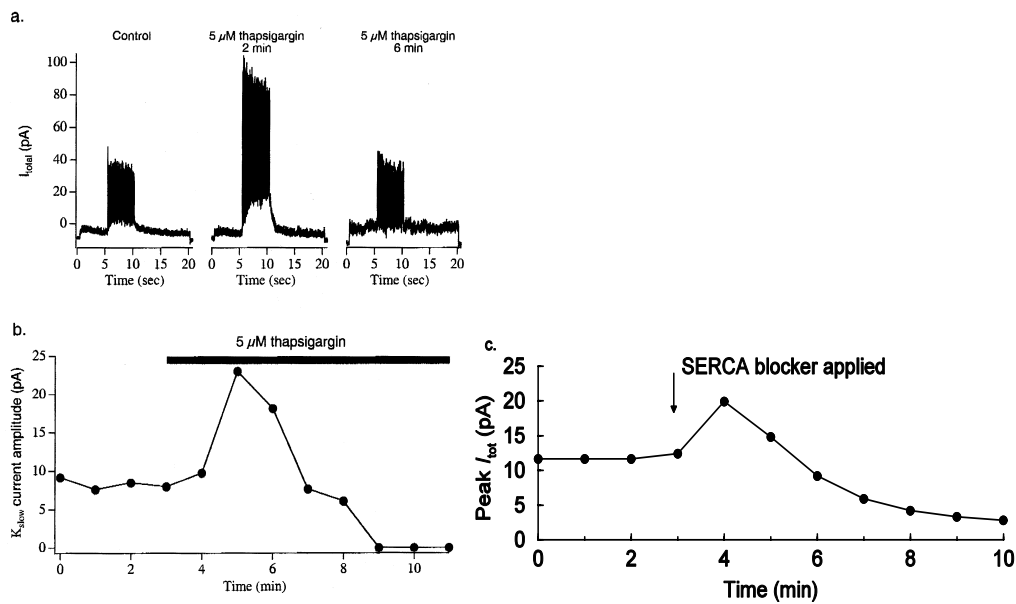 a.
Control
5 µM thapsigargin
2 min
5 µM thapsigargin
6 min
I total (pA)
100
80
60
40
20
0
0 5 10 15 20
0 5 10 15 20
0 5 10 15 20
Time (sec)
Time (sec)
Time (sec)
b.
5 µM thapsigargin
K slow current amplitude (pA)
25
20
15
10
5
0
0 2 4 6 8 10
Time (min)
c.
SERCA blocker applied
Peak I tot (pA)
25
20
15
10
5
0
0 2 4 6 8 10
Time (min)